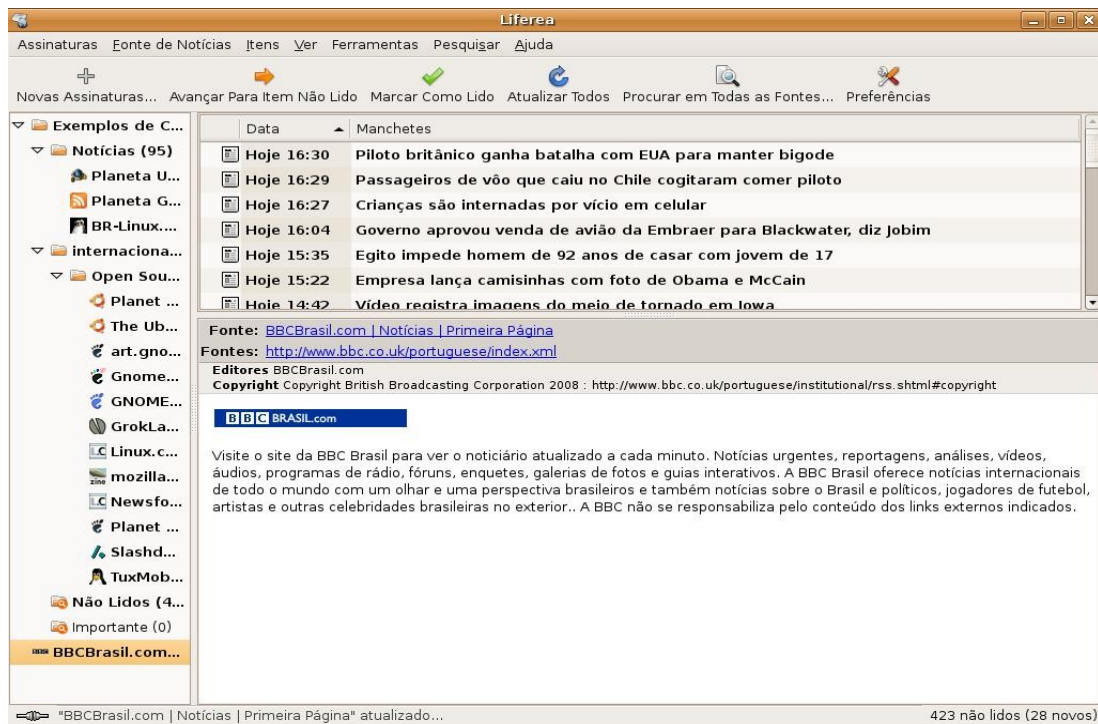 Liferea
Assinaturas Fonte de Notícias Itens Ver Ferramentas Pesquisar Ajuda
Novas Assinaturas... Avançar Para Item Não Lido Marcar Como Lido Atualizar Todos Procurar em Todas as Fontes... Preferências
Exemplos de C...
Notícias (95)
Planeta U...
Planeta G...
BR-Linux....
internaciona...
Open Sou...
Planet ...
The Ub...
art.gno...
Gnome...
GNOME...
GrokLa...
Linux.c...
mozilla...
Newsfo...
Planet ...
Slashd...
TuxMob...
Não Lidos (4...
Importante (0)
BBCBrasil.com...
Data Manchetes
Hoje 16:30 Piloto britânico ganha batalha com EUA para manter bigode
Hoje 16:29 Passageiros de vôo que caiu no Chile cogitaram comer piloto
Hoje 16:27 Crianças são internadas por vício em celular
Hoje 16:04 Governo aprovou venda de avião da Embraer para Blackwater, diz Jobim
Hoje 15:35 Egito impede homem de 92 anos de casar com jovem de 17
Hoje 15:22 Empresa lança camisinhas com foto de Obama e McCain
Hoje 14:42 Vídeo registra imagens do meio de tornado em Iowa
Fonte: BBCBrasil.com | Notícias | Primeira Página
Fontes: http://www.bbc.co.uk/portuguese/index.xml
Editores BBCBrasil.com
Copyright Copyright British Broadcasting Corporation 2008 : http://www.bbc.co.uk/portuguese/institutional/rss.shtml#copyright
BBC BRASIL.com
Visite o site da BBC Brasil para ver o noticiário atualizado a cada minuto. Notícias urgentes, reportagens, análises, vídeos,
áudios, programas de rádio, fóruns, enquetes, galerias de fotos e guias interativos. A BBC Brasil oferece notícias internacionais
de todo o mundo com um olhar e uma perspectiva brasileiros e também notícias sobre o Brasil e políticos, jogadores de futebol,
artistas e outras celebridades brasileiras no exterior.. A BBC não se responsabiliza pelo conteúdo dos links externos indicados.
"BBCBrasil.com | Notícias | Primeira Página" atualizado... 423 não lidos (28 novos)